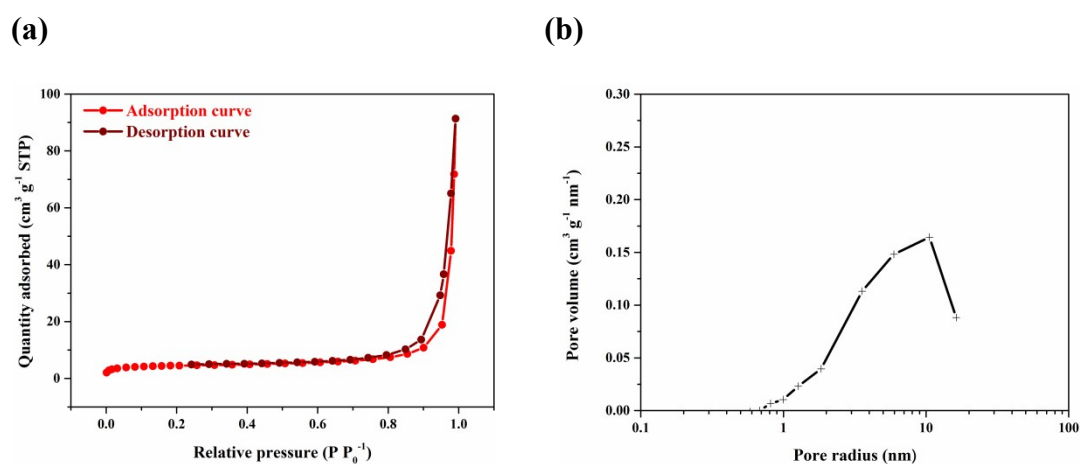 (a)
(b)
100
80
60
40
20
0
Quantity adsorbed (cm³ g⁻¹ STP)
Adsorption curve
Desorption curve
0.0 0.2 0.4 0.6 0.8 1.0
Relative pressure (P P₀⁻¹)
0.30
0.25
0.20
0.15
0.10
0.05
0.00
Pore volume (cm³ g⁻¹ nm⁻¹)
0.1 1 10 100
Pore radius (nm)